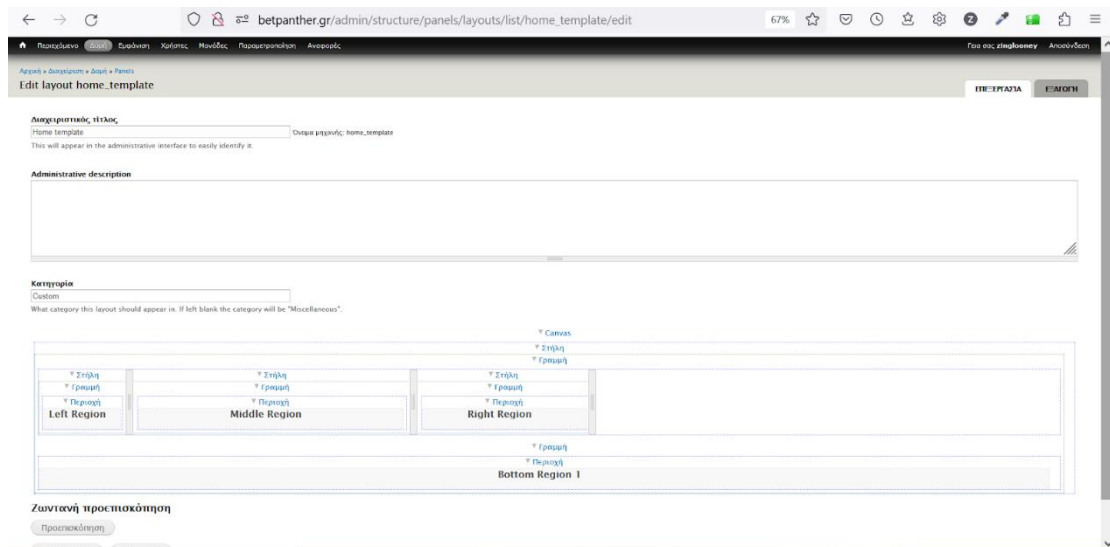 betpanther.gr/admin/structure/panels/layouts/list/home_template/edit
67%
Περιεχόμενο Δομή Εμφάνιση Χρήστες Μονάδες Παραμετροποίηση Αναφορές
Γεια σας zinglooney Αποσύνδεση
Αρχική » Διαχείριση » Δομή » Panels
Edit layout home_template
ΕΠΕΞΕΡΓΑΣΙΑ ΕΞΑΓΩΓΗ
Διαχειριστικός τίτλος
Home template
Όνομα μηχανής: home_template
This will appear in the administrative interface to easily identify it.
Administrative description
Κατηγορία
Custom
What category this layout should appear in. If left blank the category will be "Miscellaneous".
Canvas
Στήλη
Γραμμή
Στήλη Στήλη Στήλη
Γραμμή Γραμμή Γραμμή
Περιοχή Περιοχή Περιοχή
Left Region Middle Region Right Region
Γραμμή
Περιοχή
Bottom Region 1
Ζωντανή προεπισκόπηση
Προεπισκόπηση